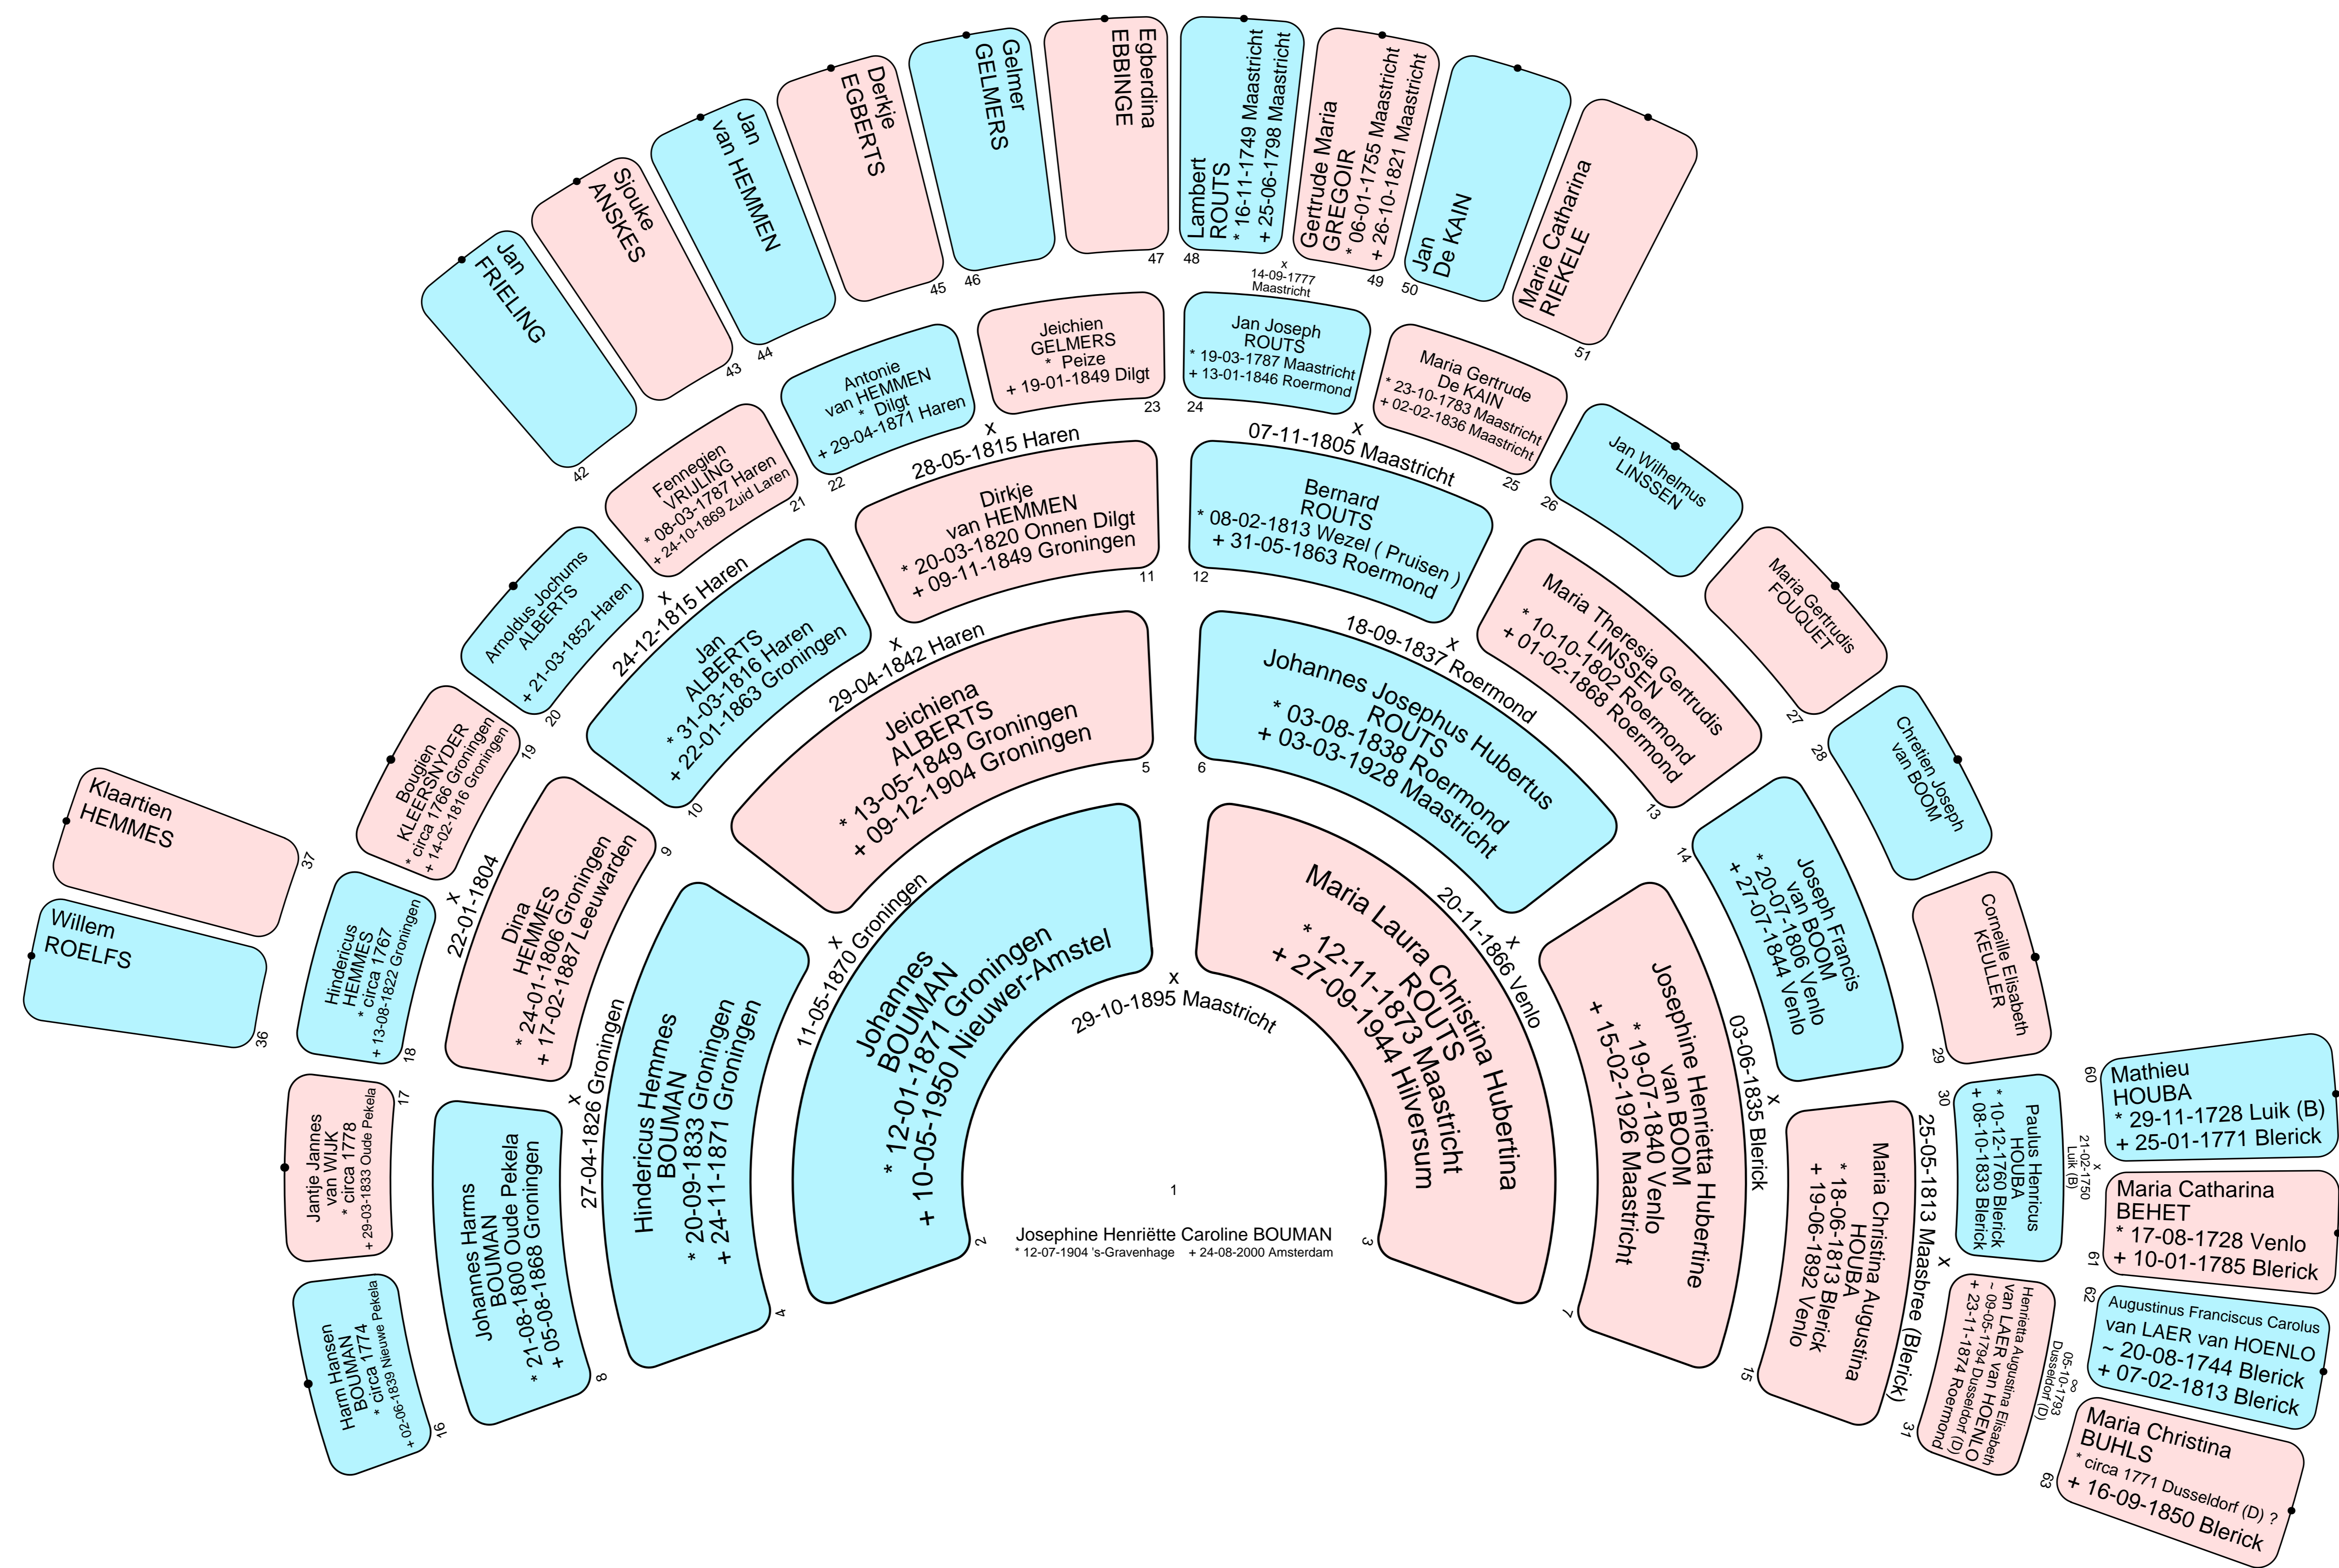 1
Josephine Henriëtte Caroline BOUMAN
* 12-07-1904 's-Gravenhage + 24-08-2000 Amsterdam
Johannes
BOUMAN
* 12-01-1871 Groningen
+ 10-05-1950 Nieuwer-Amstel
2
x
29-10-1895 Maastricht
Maria Laura Christina Hubertina
ROUTS
* 12-11-1873 Maastricht
+ 27-09-1944 Hilversum
3
Hindericus Hemmes
BOUMAN
* 20-09-1833 Groningen
+ 24-11-1871 Groningen
4
x
11-05-1870 Groningen
Jeichiena
ALBERTS
* 13-05-1849 Groningen
+ 09-12-1904 Groningen
5
Johannes Josephus Hubertus
ROUTS
* 03-08-1838 Roermond
+ 03-03-1928 Maastricht
6
x
20-11-1866 Venlo
Josephine Henrietta Hubertine
van BOOM
* 19-07-1840 Venlo
+ 15-02-1926 Maastricht
7
Johannes Harms
BOUMAN
* 21-08-1800 Oude Pekela
+ 05-08-1868 Groningen
8
x
27-04-1826 Groningen
Dina
HEMMES
* 24-01-1806 Groningen
+ 17-02-1887 Leeuwarden
9
Jan
ALBERTS
* 31-03-1816 Haren
+ 22-01-1863 Groningen
10
x
29-04-1842 Haren
Dirkje
van HEMMEN
* 20-03-1820 Onnen Dilgt
+ 09-11-1849 Groningen
11
Bernard
ROUTS
* 08-02-1813 Wezel ( Pruisen )
+ 31-05-1863 Roermond
12
x
18-09-1837 Roermond
Maria Theresia Gertrudis
LINSSEN
* 10-10-1802 Roermond
+ 01-02-1868 Roermond
13
Joseph Francis
van BOOM
* 20-07-1806 Venlo
+ 27-07-1844 Venlo
14
x
03-06-1835 Blerick
Maria Christina Augustina
HOUBA
* 18-06-1813 Blerick
+ 19-06-1892 Venlo
15
Harm Hansen
BOUMAN
* circa 1774
+ 02-06-1839 Nieuwe Pekela
16
Jantje Jannes
van WIJK
* circa 1778
+ 29-03-1833 Oude Pekela
17
Hindericus
HEMMES
* circa 1767
+ 13-08-1822 Groningen
18
x
22-01-1804
Bougien
KLEERSNYDER
* circa 1766 Groningen
+ 14-02-1816 Groningen
19
Arnoldus Jochums
ALBERTS
+ 21-03-1852 Haren
20
x
24-12-1815 Haren
Fennegien
VRIJLING
* 08-03-1787 Haren
+ 24-10-1869 Zuid Laren
21
Antonie
van HEMMEN
* Dilgt
+ 29-04-1871 Haren
22
x
28-05-1815 Haren
Jeichien
GELMERS
* Peize
+ 19-01-1849 Dilgt
23
Jan Joseph
ROUTS
* 19-03-1787 Maastricht
+ 13-01-1846 Roermond
24
x
07-11-1805 Maastricht
Maria Gertrude
De KAIN
* 23-10-1783 Maastricht
+ 02-02-1836 Maastricht
25
Jan Wilhelmus
LINSSEN
26
Maria Gertrudis
FOUQUET
27
Chretien Joseph
van BOOM
28
Corneille Elisabeth
KEULLER
29
Paulus Henricus
HOUBA
* 10-12-1760 Blerick
+ 08-10-1833 Blerick
30
x
25-05-1813 Maasbree (Blerick)
Henrietta Augustina Elisabeth
van LAER van HOENLO
~ 09-05-1794 Dusseldorf (D)
+ 23-11-1874 Roermond
31
Willem
ROELFS
36
Klaartien
HEMMES
37
Jan
FRIELING
42
Sjouke
ANSKES
43
Jan
van HEMMEN
44
Derkje
EGBERTS
45
Gelmer
GELMERS
46
Egberdina
EBBINGE
47
Lambert
ROUTS
* 16-11-1749 Maastricht
+ 25-06-1798 Maastricht
48
x
14-09-1777
Maastricht
Gertrude Maria
GREGOIR
* 06-01-1755 Maastricht
+ 26-10-1821 Maastricht
49
Jan
De KAIN
50
Marie Catharina
RIEKELE
51
Mathieu
HOUBA
* 29-11-1728 Luik (B)
+ 25-01-1771 Blerick
60
x
21-02-1750
Luik (B)
Maria Catharina
BEHET
* 17-08-1728 Venlo
+ 10-01-1785 Blerick
61
Augustinus Franciscus Carolus
van LAER van HOENLO
~ 20-08-1744 Blerick
+ 07-02-1813 Blerick
62
∞
05-10-1793
Dusseldorf (D)
Maria Christina
BUHLS
* circa 1771 Dusseldorf (D) ?
+ 16-09-1850 Blerick
63